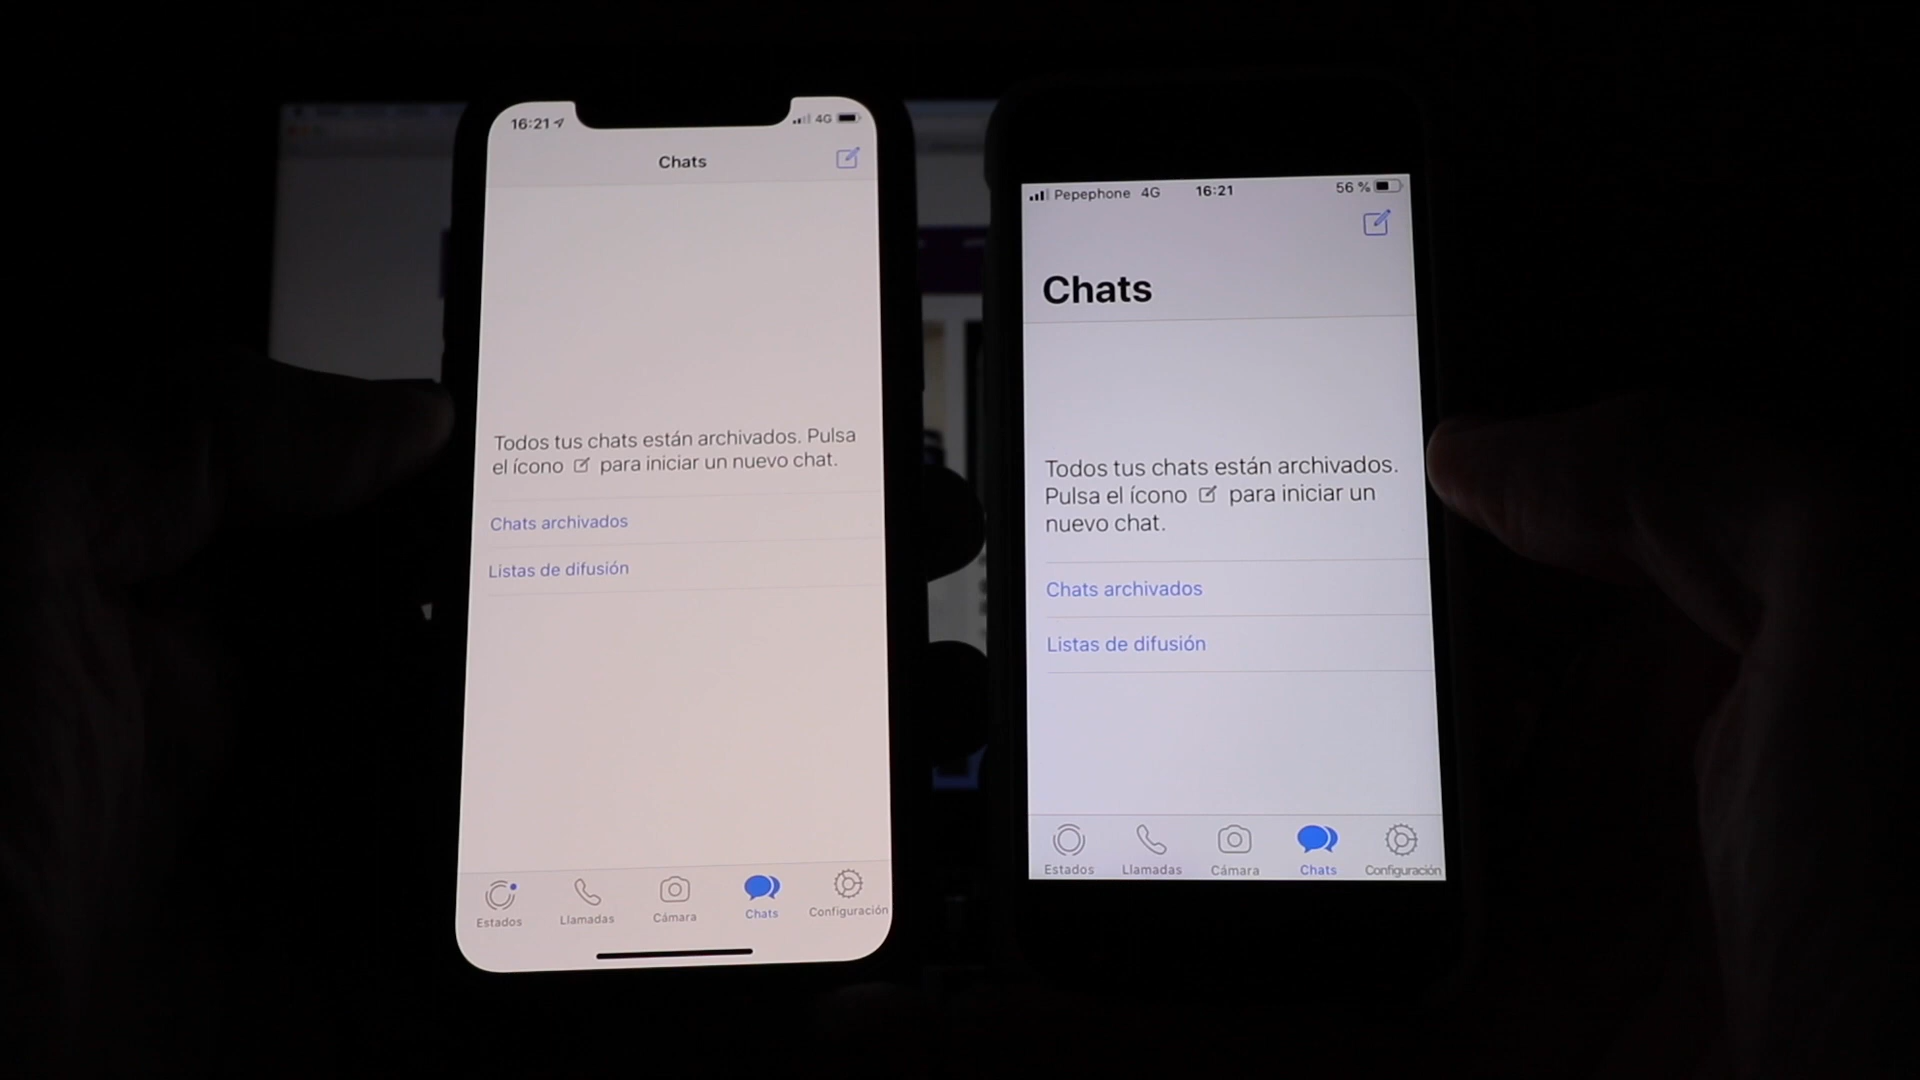 16:21
4G
Chats
Todos tus chats están archivados. Pulsa
el ícono para iniciar un nuevo chat.
Chats archivados
Listas de difusión
Estados
Llamadas
Cámara
Chats
Configuración
Pepephone 4G
16:21
56 %
Chats
Todos tus chats están archivados.
Pulsa el ícono para iniciar un
nuevo chat.
Chats archivados
Listas de difusión
Estados
Llamadas
Cámara
Chats
Configuración